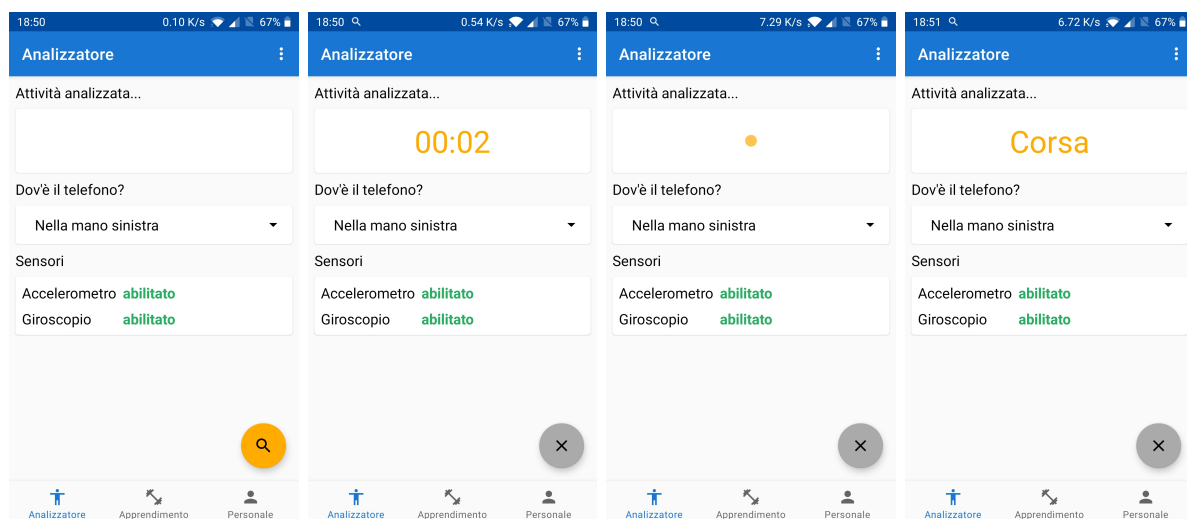 18:50 0.10 K/s 67%
Analizzatore
Attività analizzata...
Dov'è il telefono?
Nella mano sinistra
Sensori
Accelerometro abilitato
Giroscopio abilitato
Analizzatore Apprendimento Personale
18:50 0.54 K/s 67%
Analizzatore
Attività analizzata...
00:02
Dov'è il telefono?
Nella mano sinistra
Sensori
Accelerometro abilitato
Giroscopio abilitato
Analizzatore Apprendimento Personale
18:50 7.29 K/s 67%
Analizzatore
Attività analizzata...
Dov'è il telefono?
Nella mano sinistra
Sensori
Accelerometro abilitato
Giroscopio abilitato
Analizzatore Apprendimento Personale
18:51 6.72 K/s 67%
Analizzatore
Attività analizzata...
Corsa
Dov'è il telefono?
Nella mano sinistra
Sensori
Accelerometro abilitato
Giroscopio abilitato
Analizzatore Apprendimento Personale